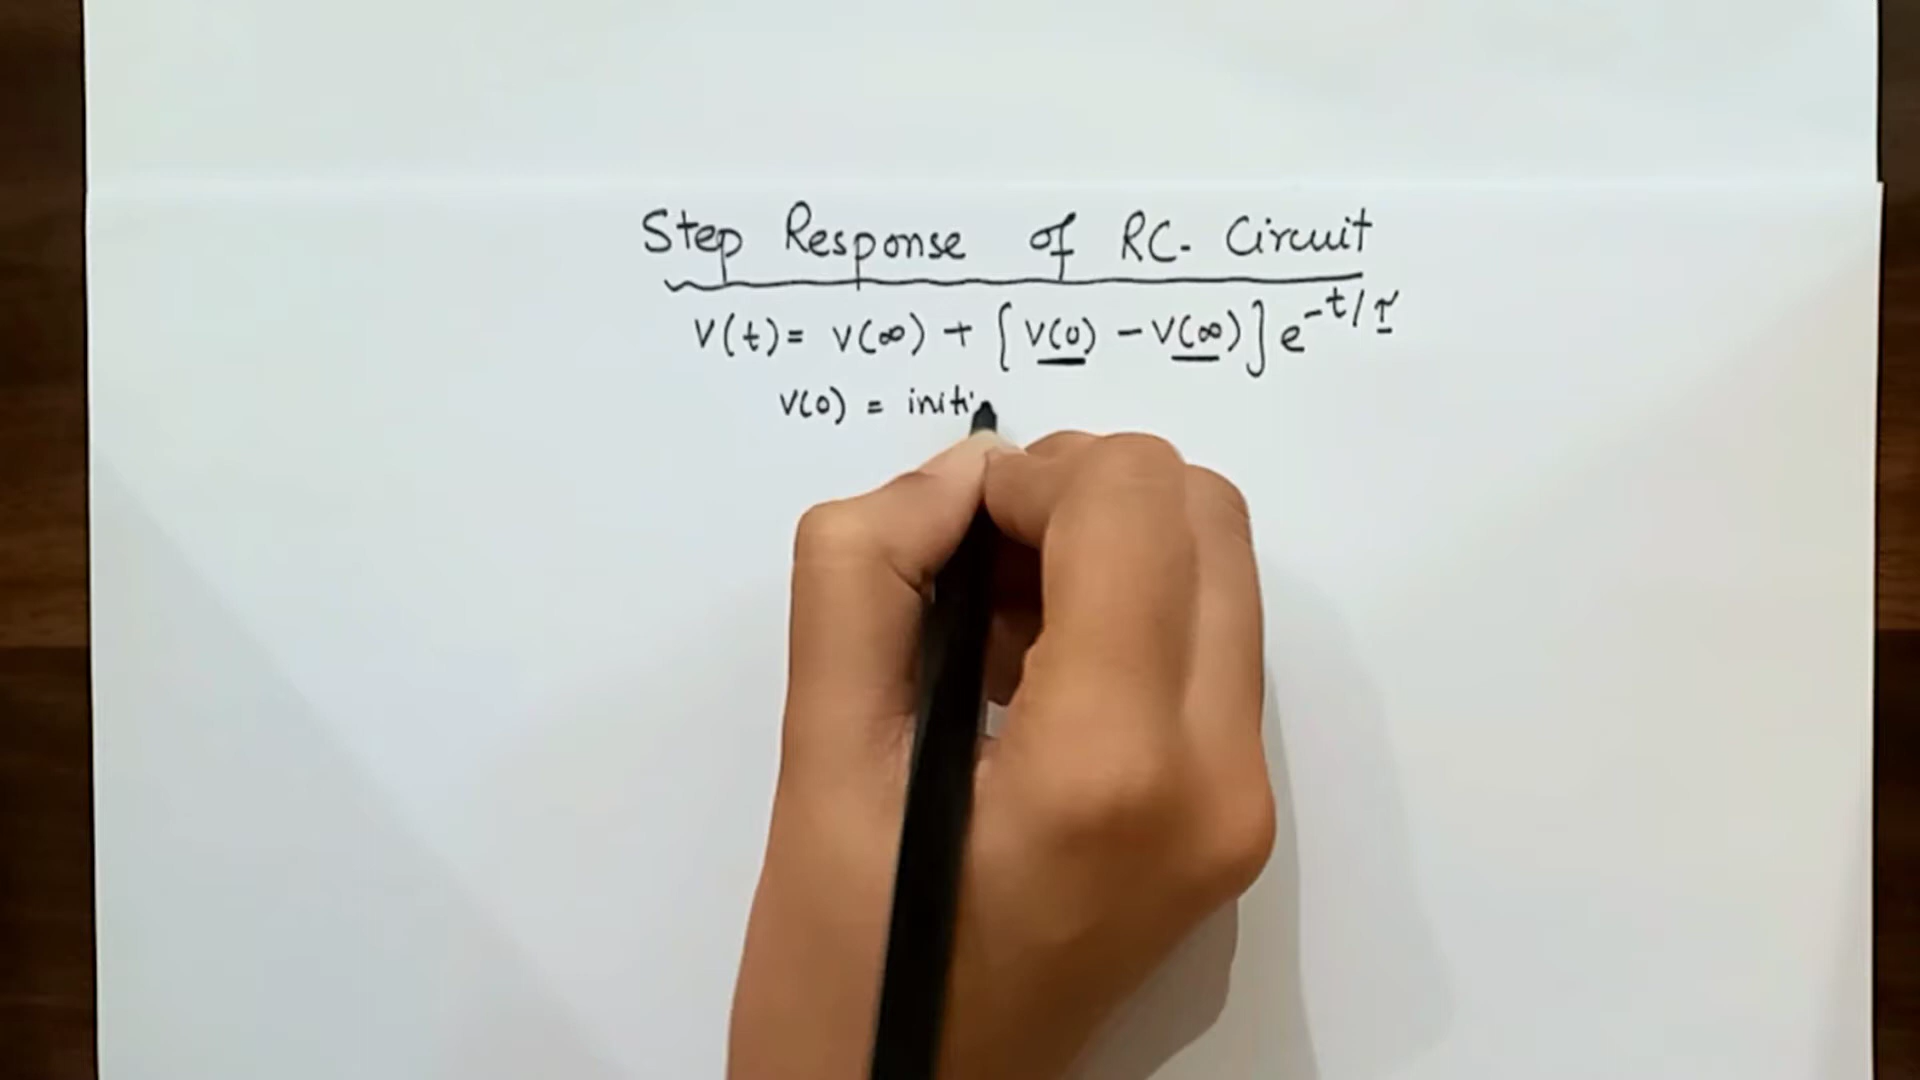 Step Response of RC- Circuit
V(t) = V(∞) + [V(0) - V(∞)] e^-t/τ
V(0) = initi